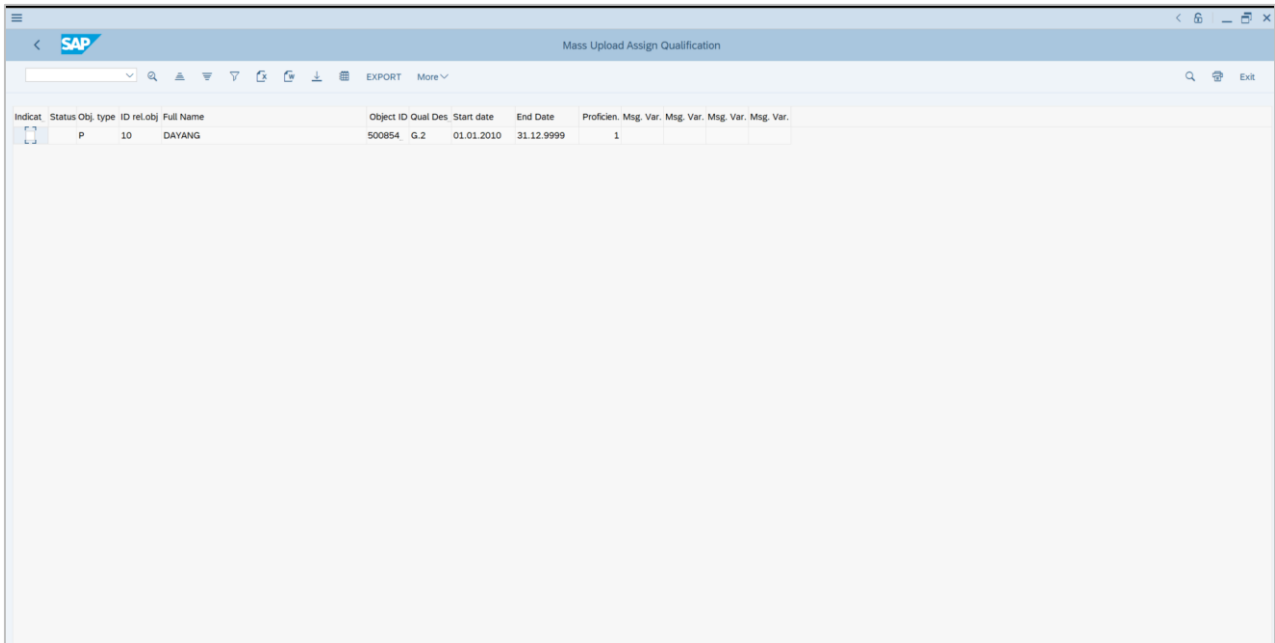 SAP
Mass Upload Assign Qualification
EXPORT More Exit
Indicat Status Obj. type ID rel.obj Full Name Object ID Qual Des Start date End Date Proficien. Msg. Var. Msg. Var. Msg. Var. Msg. Var.
P 10 DAYANG 500854 G.2 01.01.2010 31.12.9999 1